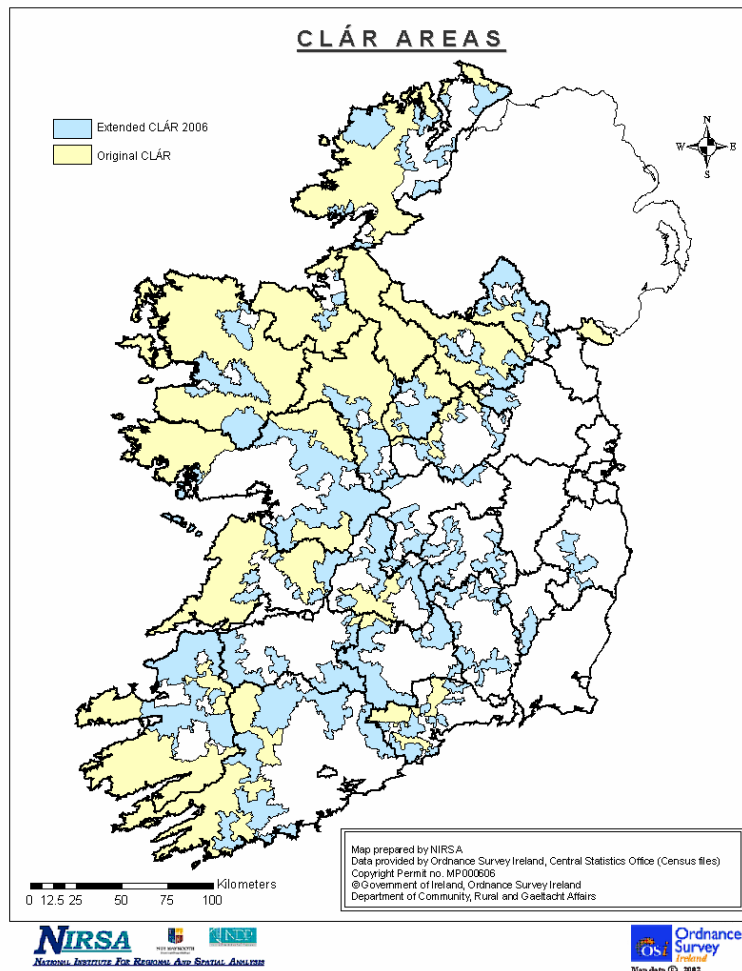 CLÁR AREAS
Extended CLÁR 2006
Original CLÁR
N
W E
S
Map prepared by NIRSA
Data provided by Ordnance Survey Ireland, Central Statistics Office (Census files)
Copyright Permit no. MP000606
©Government of Ireland, Ordnance Survey Ireland
Department of Community, Rural and Gaeltacht Affairs
Kilometers
0 12.5 25 50 75 100
NIRSA
NATIONAL INSTITUTE FOR REGIONAL AND SPATIAL ANALYSIS
NDP
OSi
Ordnance
Survey
Ireland